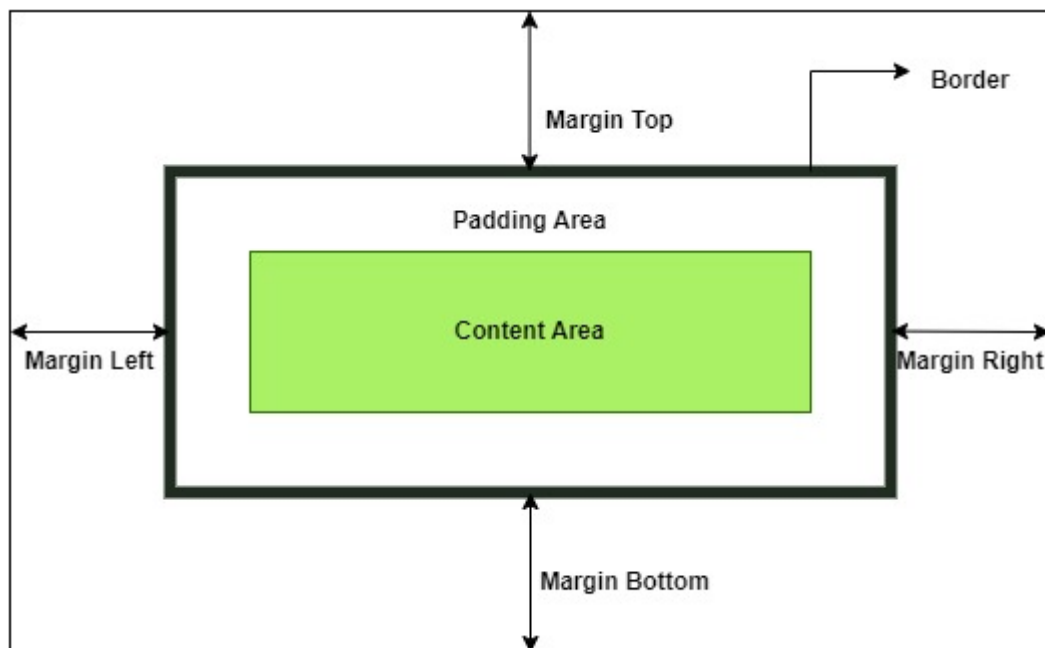 Border
Margin Top
Padding Area
Content Area
Margin Left
Margin Right
Margin Bottom